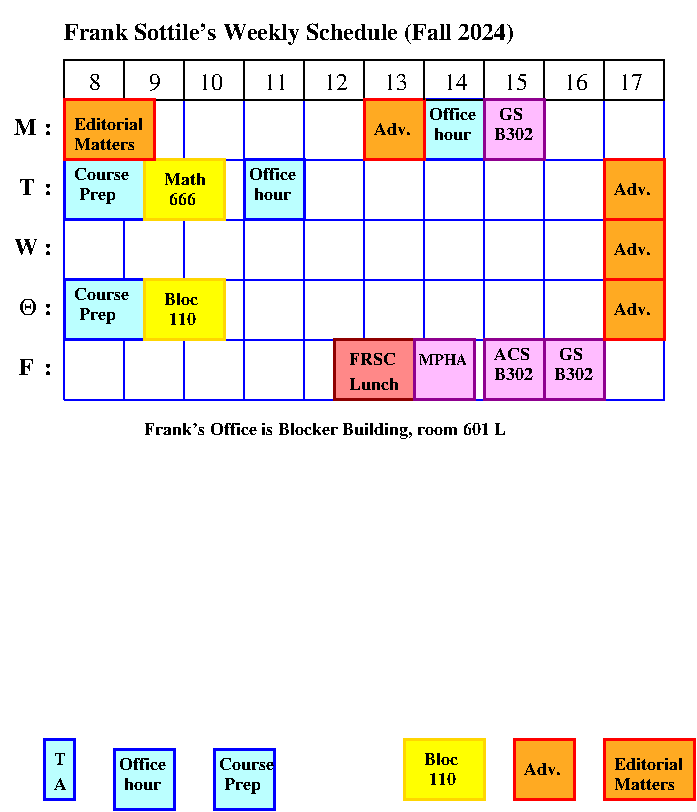 Frank Sottile's Weekly Schedule (Fall 2024)
8 9 10 11 12 13 14 15 16 17
M :
Editorial
Matters
Adv.
Office
hour
GS
B302
T :
Course
Prep
Math
666
Office
hour
Adv.
W :
Adv.
Θ :
Course
Prep
Bloc
110
Adv.
F :
FRSC
Lunch
MPHA
ACS
B302
GS
B302
Frank's Office is Blocker Building, room 601 L
T
A
Office
hour
Course
Prep
Bloc
110
Adv.
Editorial
Matters